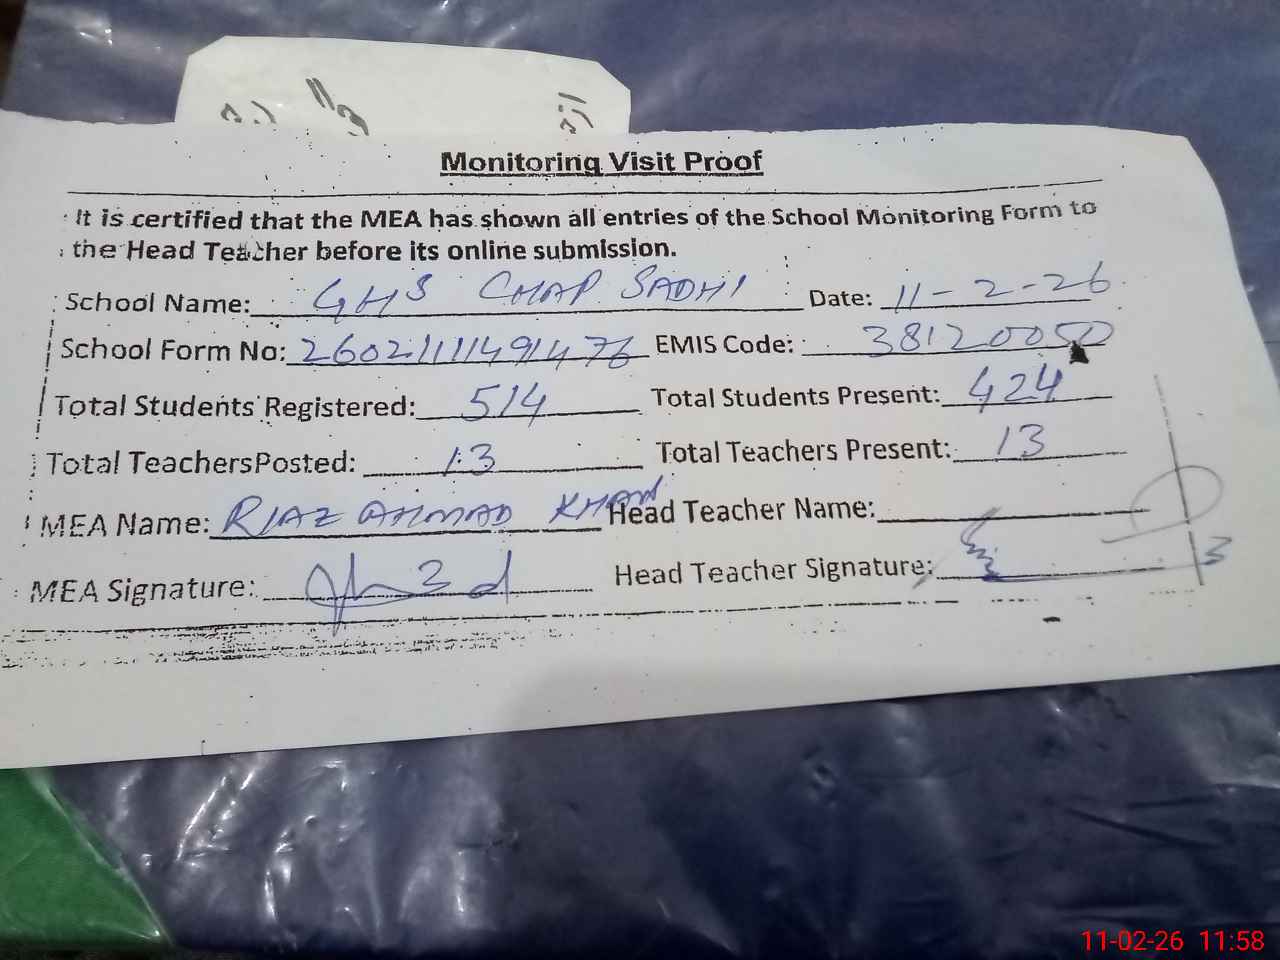 Monitoring Visit Proof
It is certified that the MEA has shown all entries of the School Monitoring Form to
the Head Teacher before its online submission.
School Name: GHS CHAP SADHI Date: 11-2-26
School Form No: EMIS Code: 38120050
Total Students Registered: 514 Total Students Present: 424
Total TeachersPosted: 13 Total Teachers Present: 13
MEA Name: RIAZ AHMAD KHAN Head Teacher Name:
MEA Signature: Head Teacher Signature:
11-02-26 11:58